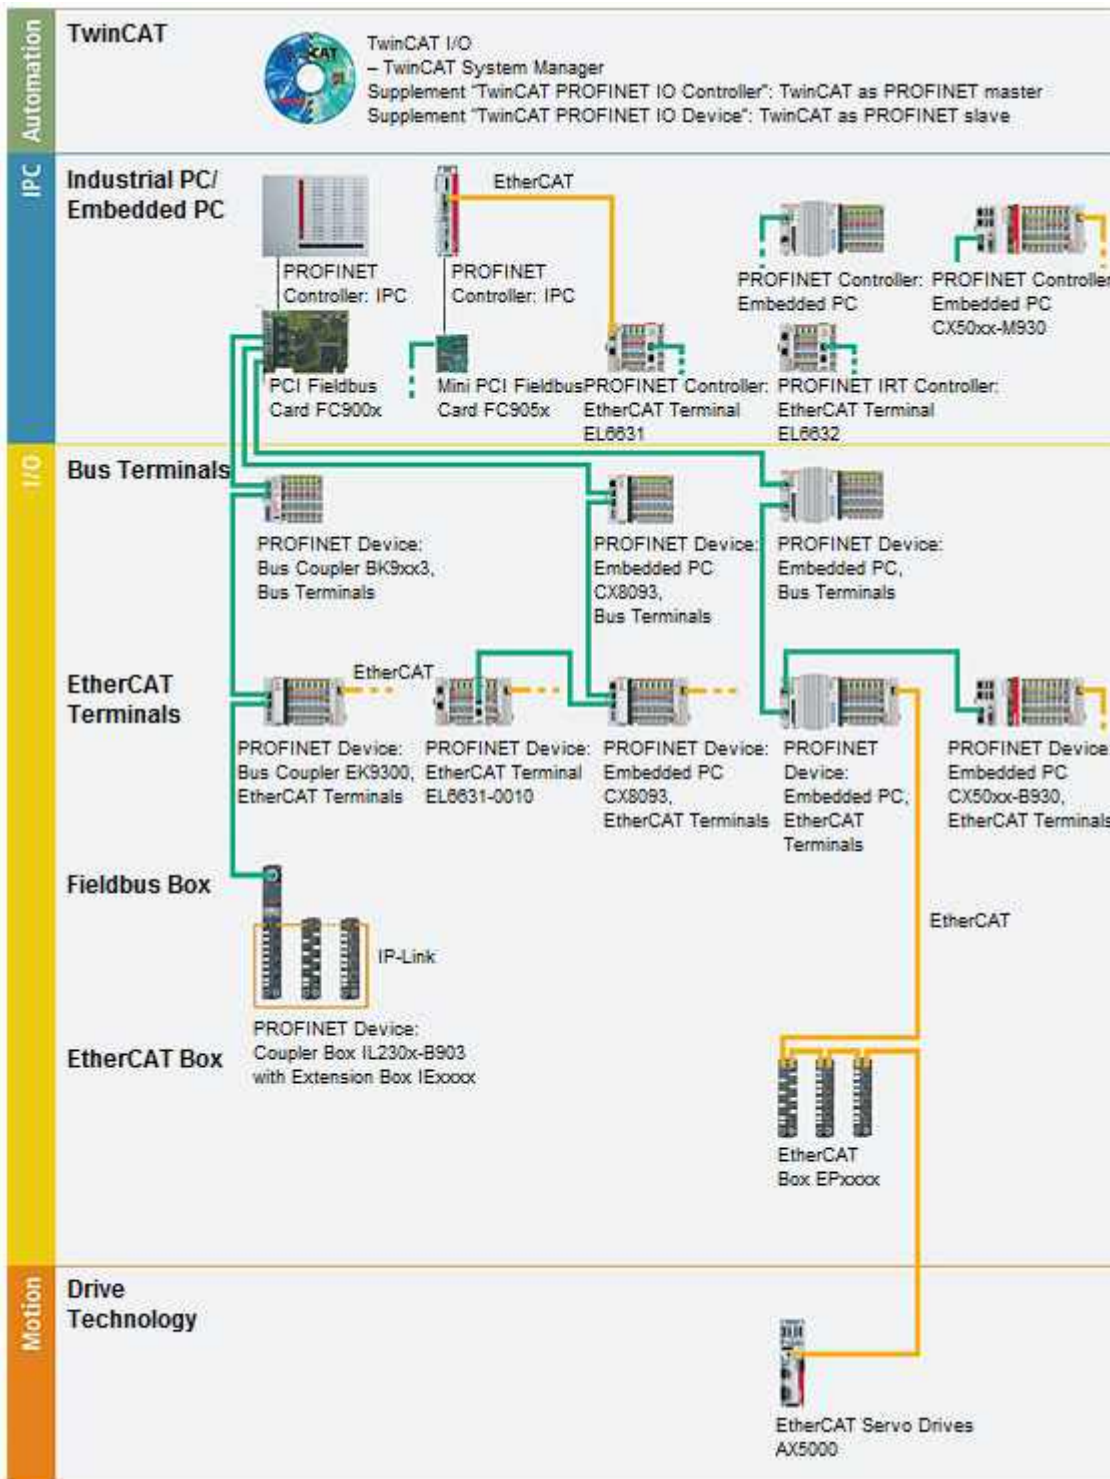 Automation
TwinCAT
CAT
TwinCAT I/O
– TwinCAT System Manager
Supplement "TwinCAT PROFINET IO Controller": TwinCAT as PROFINET master
Supplement "TwinCAT PROFINET IO Device": TwinCAT as PROFINET slave
IPC
Industrial PC/
Embedded PC
EtherCAT
PROFINET
Controller: IPC
PROFINET
Controller: IPC
PROFINET Controller:
Embedded PC
PROFINET Controller
Embedded PC
CX50xx-M930
PCI Fieldbus
Card FC900x
Mini PCI Fieldbus
Card FC905x
PROFINET Controller:
EtherCAT Terminal
EL6631
PROFINET IRT Controller:
EtherCAT Terminal
EL6632
I/O
Bus Terminals
PROFINET Device:
Bus Coupler BK9xx3,
Bus Terminals
PROFINET Device:
Embedded PC
CX8093,
Bus Terminals
PROFINET Device:
Embedded PC,
Bus Terminals
EtherCAT
Terminals
EtherCAT
PROFINET Device:
Bus Coupler EK9300,
EtherCAT Terminals
PROFINET Device:
EtherCAT Terminal
EL6631-0010
PROFINET Device:
Embedded PC
CX8093,
EtherCAT Terminals
PROFINET
Device:
Embedded PC,
EtherCAT
Terminals
PROFINET Device
Embedded PC
CX50xx-B930,
EtherCAT Terminals
Fieldbus Box
IP-Link
EtherCAT
PROFINET Device:
Coupler Box IL230x-B903
with Extension Box IExxxx
EtherCAT Box
EtherCAT
Box EPxxxx
Motion
Drive
Technology
EtherCAT Servo Drives
AX5000